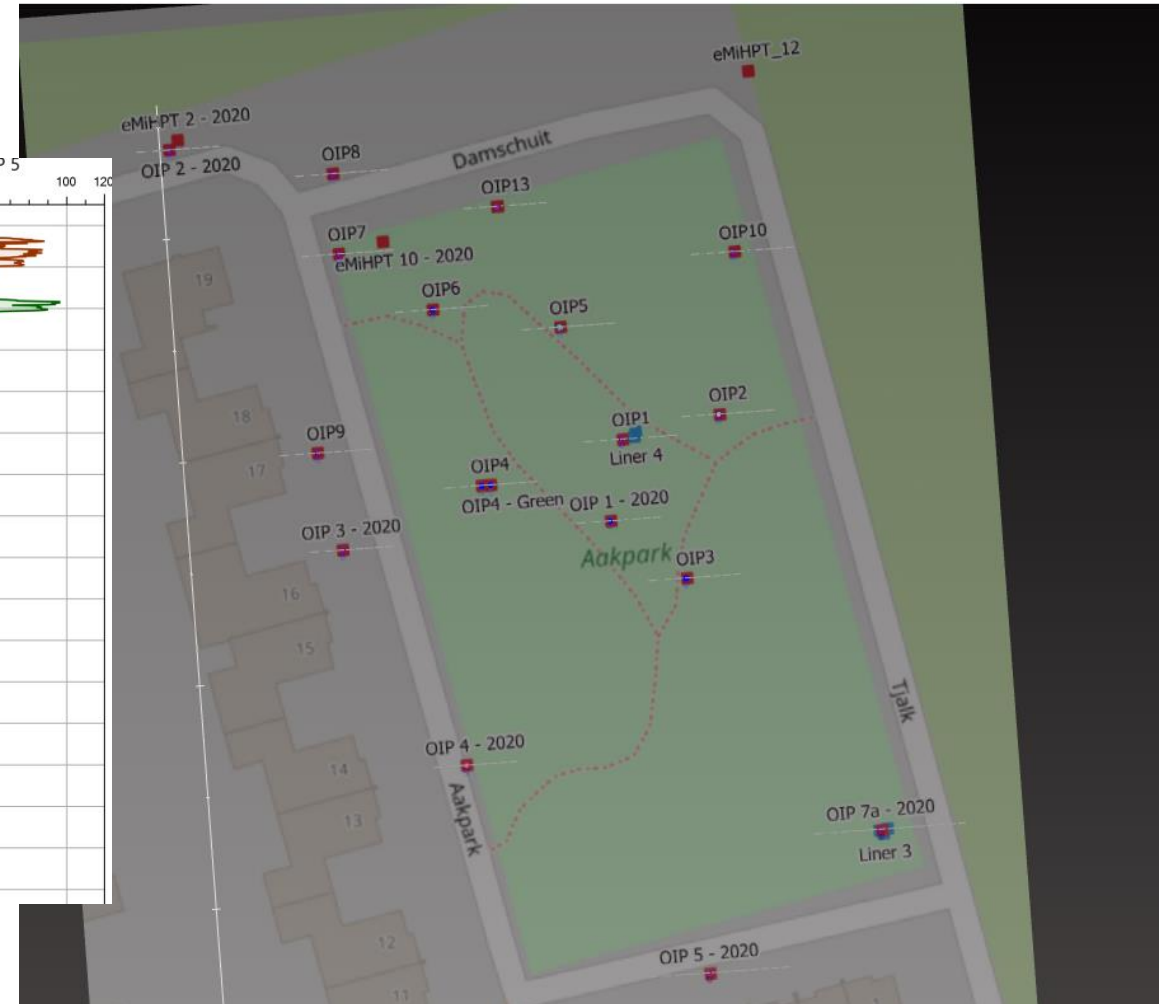 eMiHPT_12
eMiHPT 2 - 2020
OIP 2 - 2020
OIP8
Damschuit
OIP13
100
120
OIP7
eMiHPT 10 - 2020
OIP10
19
OIP6
OIP5
18
OIP2
OIP9
OIP1
Liner 4
17
OIP4
OIP4 - Green
OIP 1 - 2020
OIP 3 - 2020
Aakpark
OIP3
16
15
Tjalk
OIP 4 - 2020
14
Aakpark
13
OIP 7a - 2020
Liner 3
12
OIP 5 - 2020
11